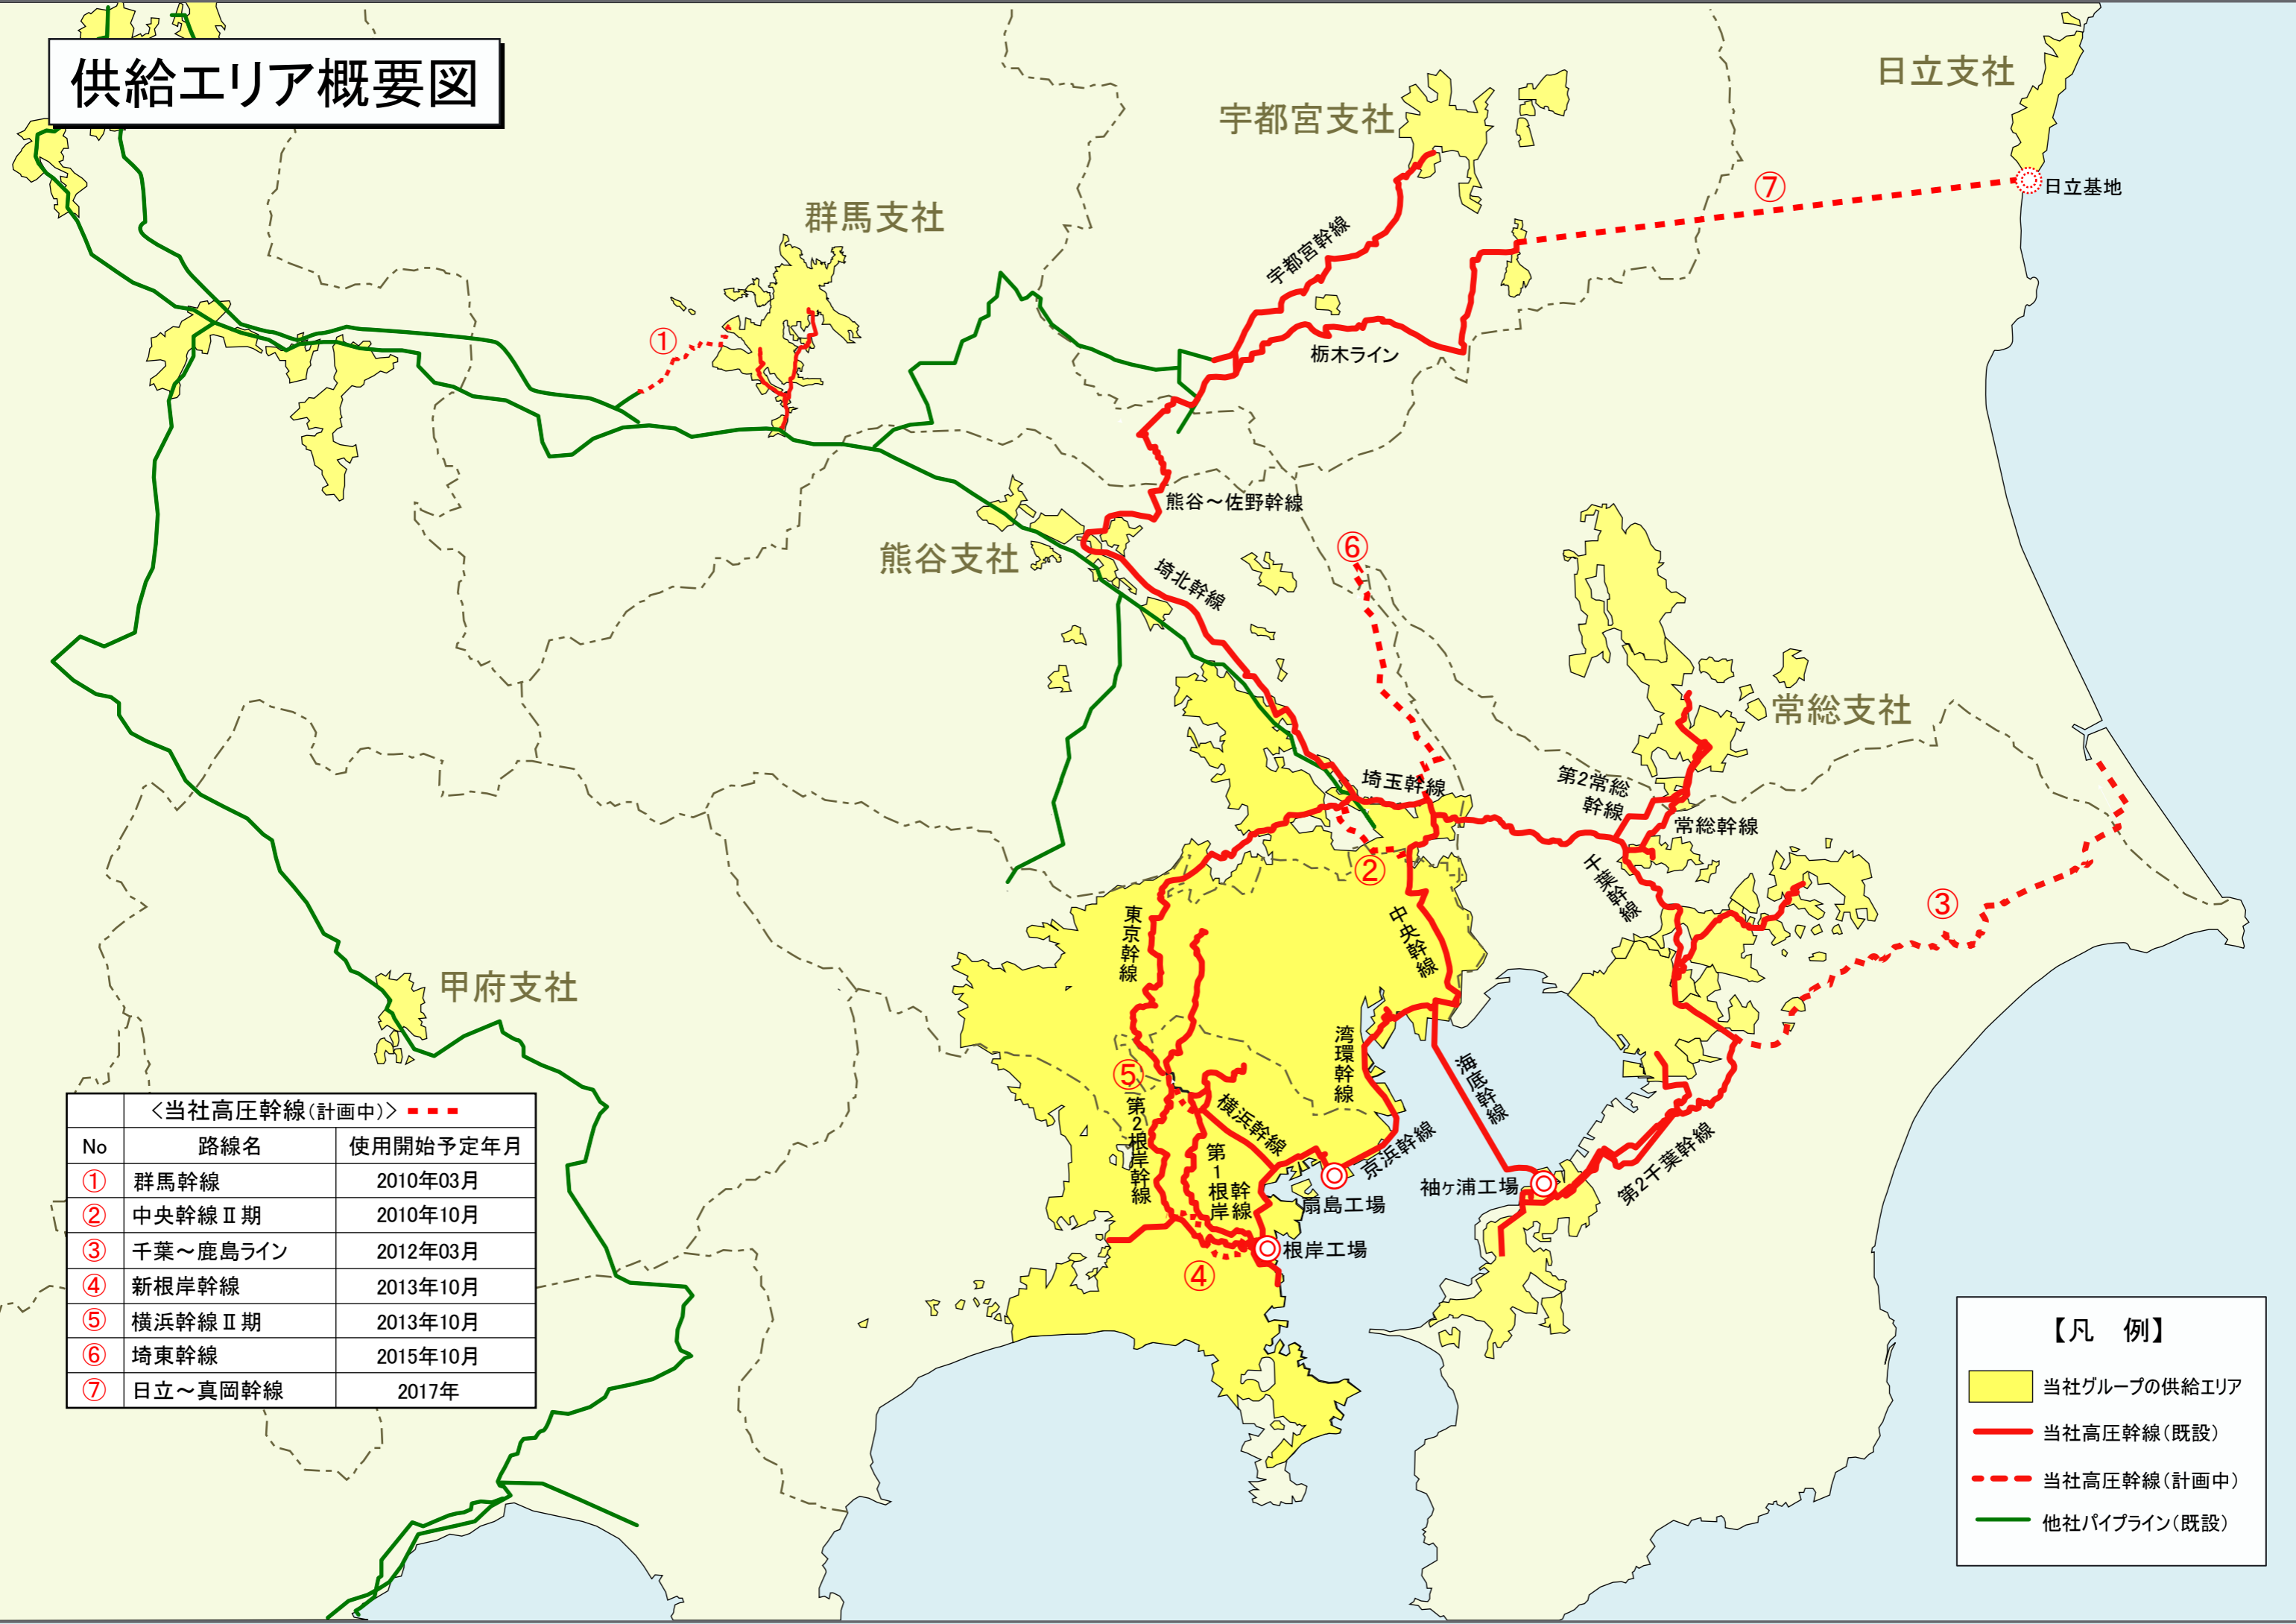 供給エリア概要図
日立支社
宇都宮支社
⑦
日立基地
群馬支社
宇都宮幹線
①
栃木ライン
熊谷～佐野幹線
熊谷支社
⑥
埼北幹線
常総支社
埼玉幹線
第2常総
幹線
常総幹線
②
千葉幹線
③
東京幹線
中央幹線
甲府支社
湾環幹線
海底幹線
⑤
第2根岸幹線
横浜幹線
第1根岸
幹線
京浜幹線
第2千葉幹線
袖ヶ浦工場
扇島工場
根岸工場
④
<当社高圧幹線(計画中)>
No 路線名 使用開始予定年月
① 群馬幹線 2010年03月
② 中央幹線Ⅱ期 2010年10月
③ 千葉～鹿島ライン 2012年03月
④ 新根岸幹線 2013年10月
⑤ 横浜幹線Ⅱ期 2013年10月
⑥ 埼東幹線 2015年10月
⑦ 日立～真岡幹線 2017年
【凡　例】
当社グループの供給エリア
当社高圧幹線(既設)
当社高圧幹線(計画中)
他社パイプライン(既設)